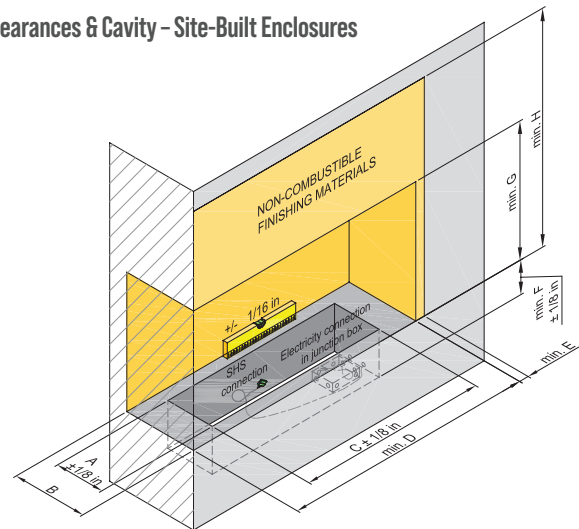 earances & Cavity – Site-Built Enclosures
min. H
NON-COMBUSTIBLE
FINISHING MATERIALS
min. G
+/- 1/16 in
min. F
± 1/8 in
SHS
connection
Electricity connection
in junction box
min. E
C ± 1/8 in
min. D
A
±1/8 in
B